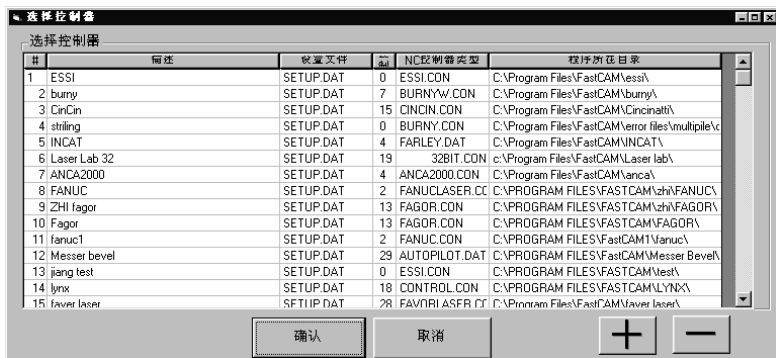 选择控制器
选择控制器
# 描述 设置文件 NC控制器类型 程序所在目录
1 ESSI SETUP.DAT 0 ESSI.CON C:\Program Files\FastCAM\essi\
2 burny SETUP.DAT 7 BURNYW.CON C:\Program Files\FastCAM\burny\
3 CinCin SETUP.DAT 15 CINCIN.CON C:\Program Files\FastCAM\Cincinatti\
4 striling SETUP.DAT 0 BURNY.CON C:\Program Files\FastCAM\error files\multipile\c
5 INCAT SETUP.DAT 4 FARLEY.DAT C:\Program Files\FastCAM\INCAT\
6 Laser Lab 32 SETUP.DAT 19 32BIT.CON c:\Program Files\FastCAM\Laser lab\
7 ANCA2000 SETUP.DAT 4 ANCA2000.CON C:\Program Files\FastCAM\anca\
8 FANUC SETUP.DAT 2 FANUCLASER.CC C:\PROGRAM FILES\FASTCAM\zhi\FANUC\
9 ZHI fagor SETUP.DAT 13 FAGOR.CON C:\PROGRAM FILES\FASTCAM\zhi\FAGOR\
10 Fagor SETUP.DAT 13 FAGOR.CON C:\PROGRAM FILES\FASTCAM\FAGOR\
11 fanuc1 SETUP.DAT 2 FANUC.CON C:\PROGRAM FILES\FastCAM1\fanuc\
12 Messer bevel SETUP.DAT 29 AUTOPILOT.DAT C:\PROGRAM FILES\FastCAM\Messer Bevel\
13 jiang test SETUP.DAT 0 ESSI.CON C:\PROGRAM FILES\FASTCAM\test\
14 lynx SETUP.DAT 18 CONTROL.CON C:\PROGRAM FILES\FASTCAM\LYNX\
15 faver laser SETUP.DAT 28 FAVORLASER.CC C:\Program Files\FastCAM\faver laser\
确认 取消